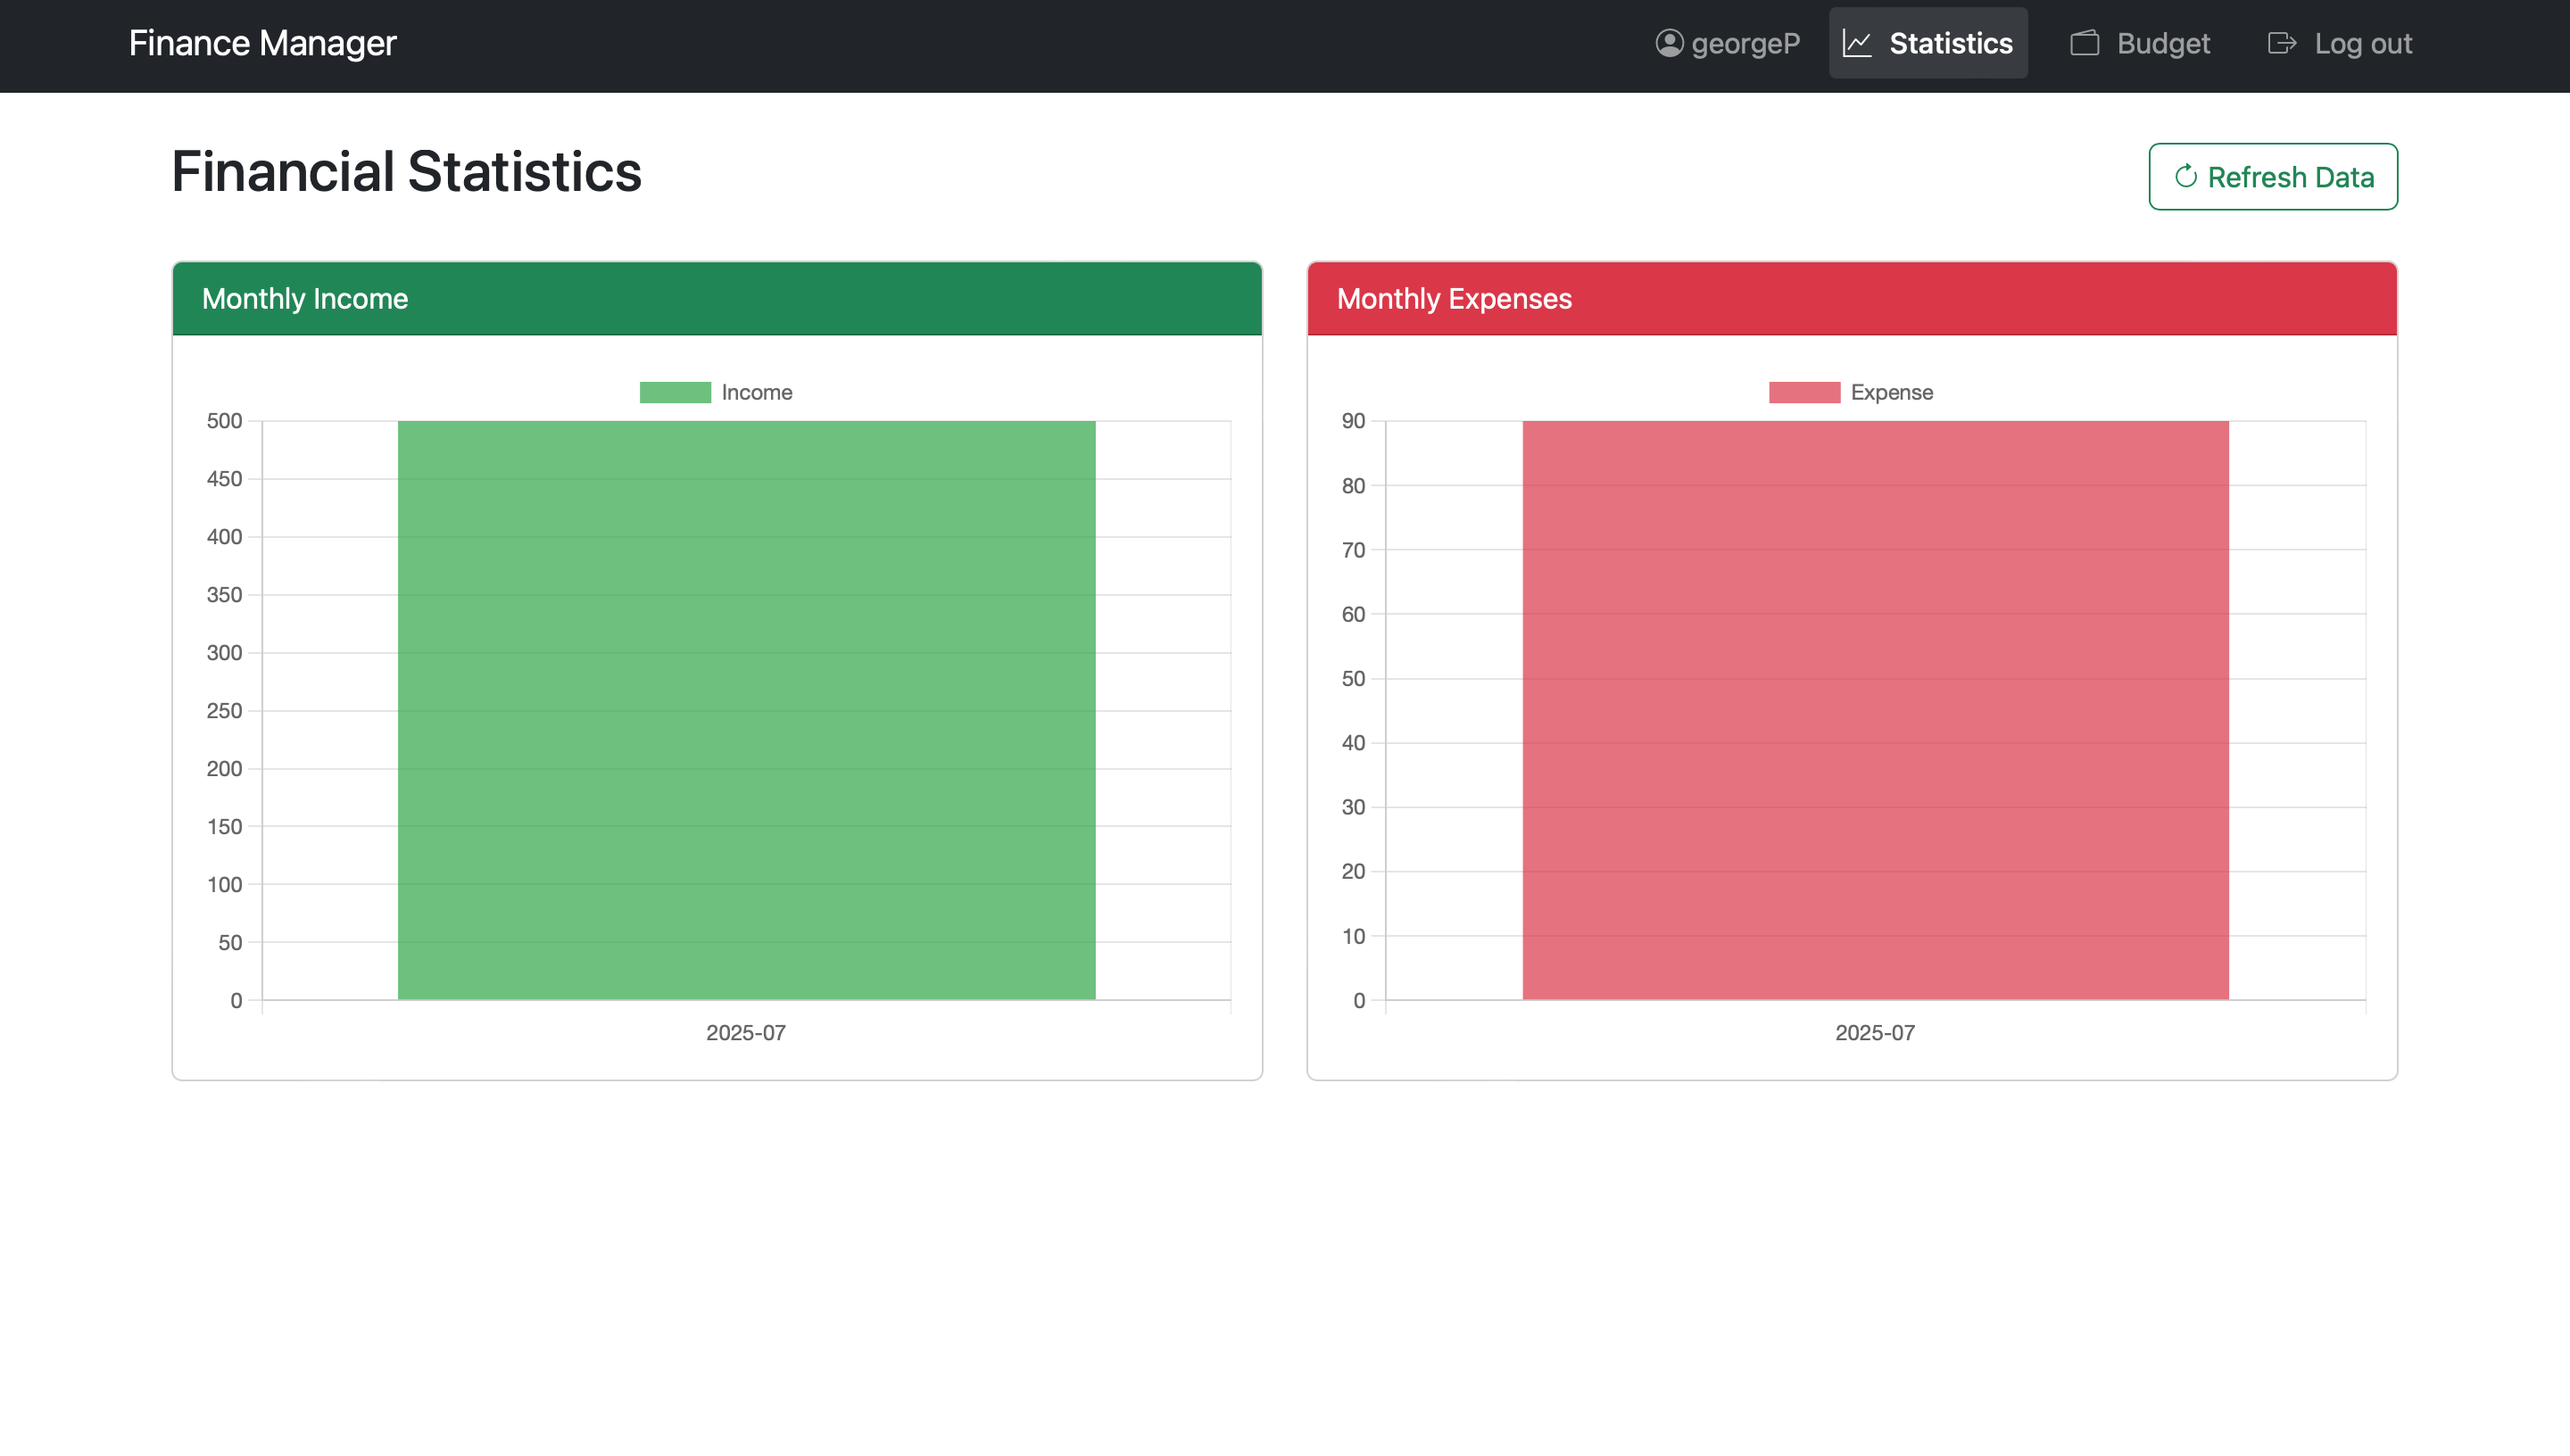 Finance Manager
georgeP
Statistics
Budget
Log out
Financial Statistics
Refresh Data
Monthly Income
Income
500
450
400
350
300
250
200
150
100
50
0
2025-07
Monthly Expenses
Expense
90
80
70
60
50
40
30
20
10
0
2025-07